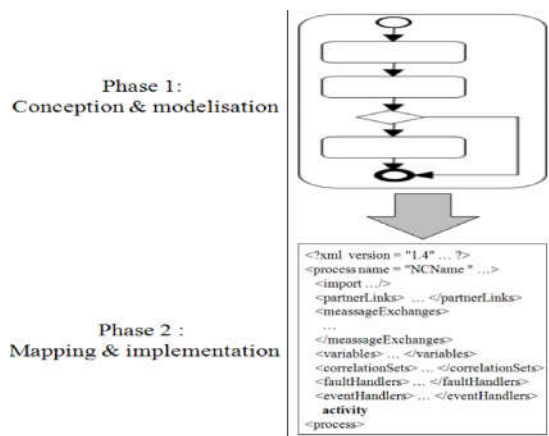 Phase 1:
Conception & modelisation
<?xml version = "1.4" ... ?>
<process name = "NCName " ...>
<import .../>
<partnerLinks> ... </partnerLinks>
<meassageExchanges>
...
</meassageExchanges>
<variables> ... </variables>
<correlationSets> ... </correlationSets>
<faultHandlers> ... </faultHandlers>
<eventHandlers> ... </eventHandlers>
activity
<process>
Phase 2 :
Mapping & implementation